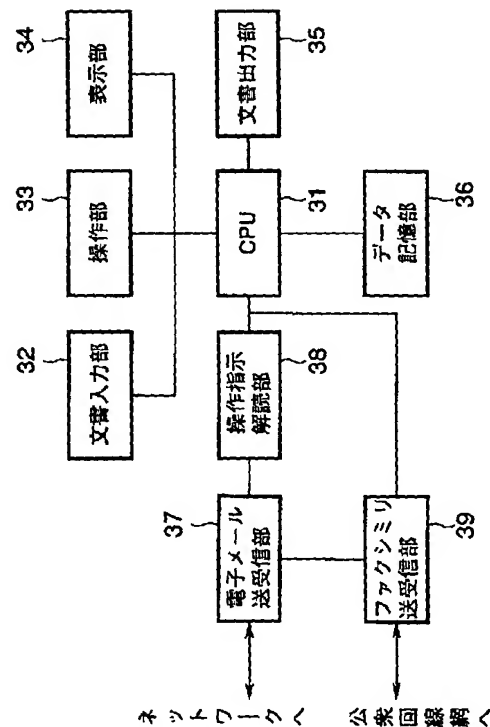 32
文書入力部
33
操作部
34
表示部
37
電子メール
送受信部
38
操作指示
解読部
31
CPU
35
文書出力部
39
ファクシミリ
送受信部
36
データ
記憶部
ネットワークへ
公衆回線網へ